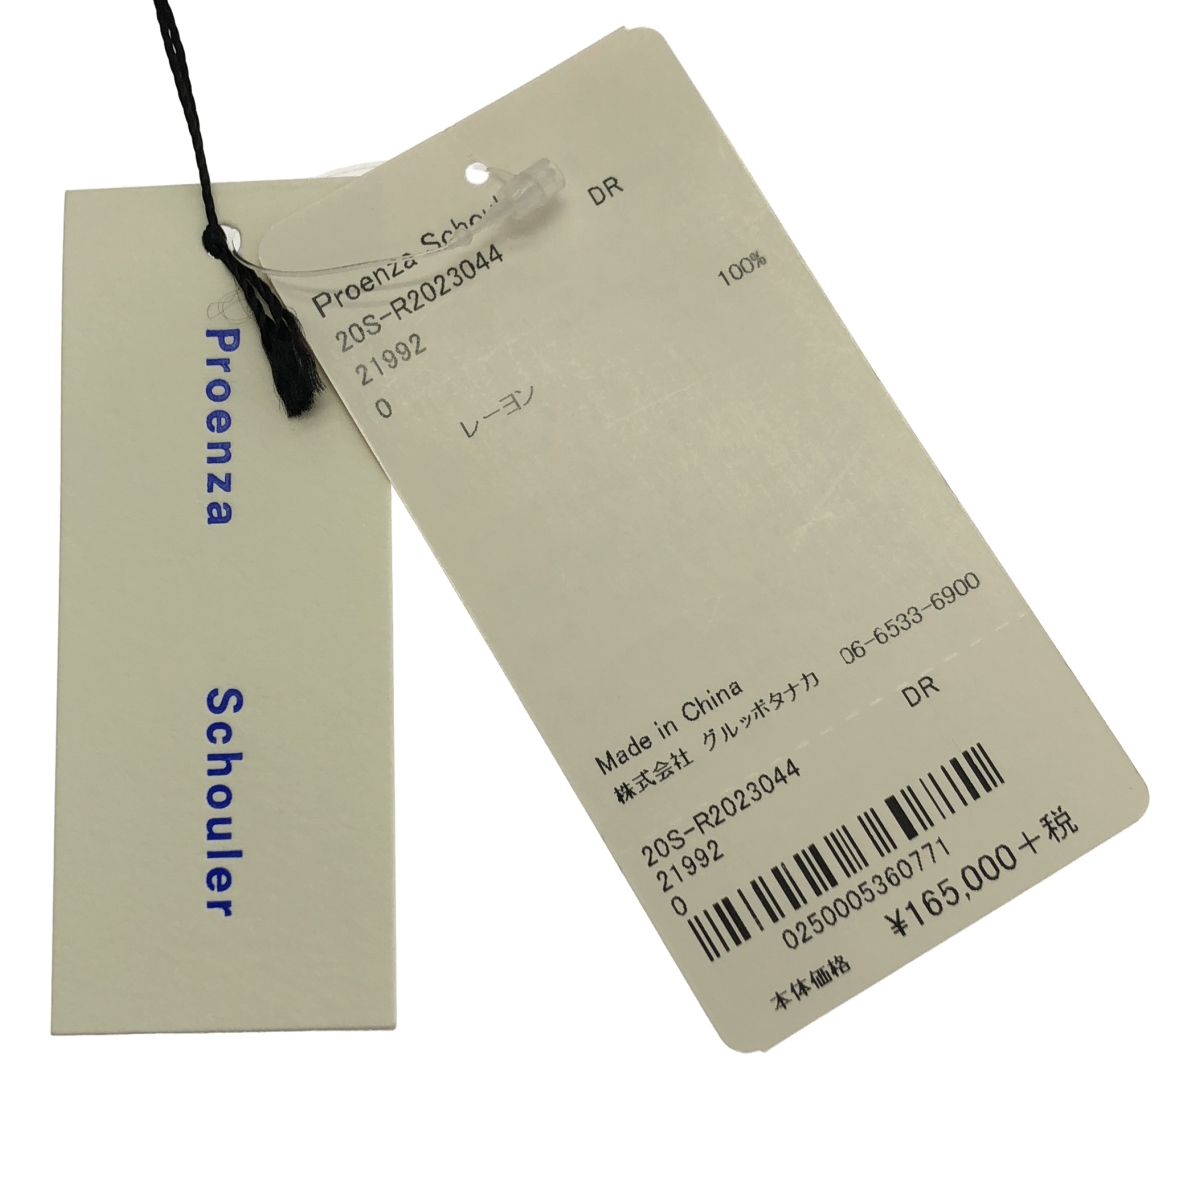 Proenza Schouler
Proenza Schoul
DR
20S-R2023044
21992
0
レーヨン
100%
Made in China
株式会社 グルッポタナカ 06-6533-6900
20S-R2023044
DR
21992
0
0250005360771
本体価格 ¥165,000+税